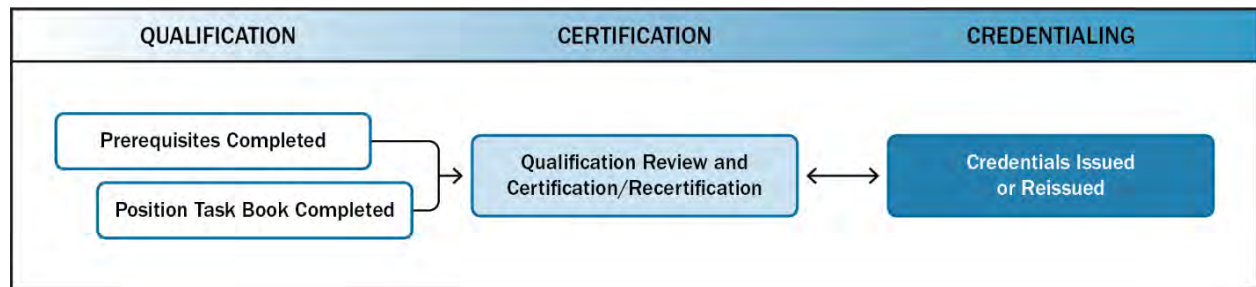 QUALIFICATION
CERTIFICATION
CREDENTIALING
Prerequisites Completed
Position Task Book Completed
Qualification Review and
Certification/Recertification
Credentials Issued
or Reissued